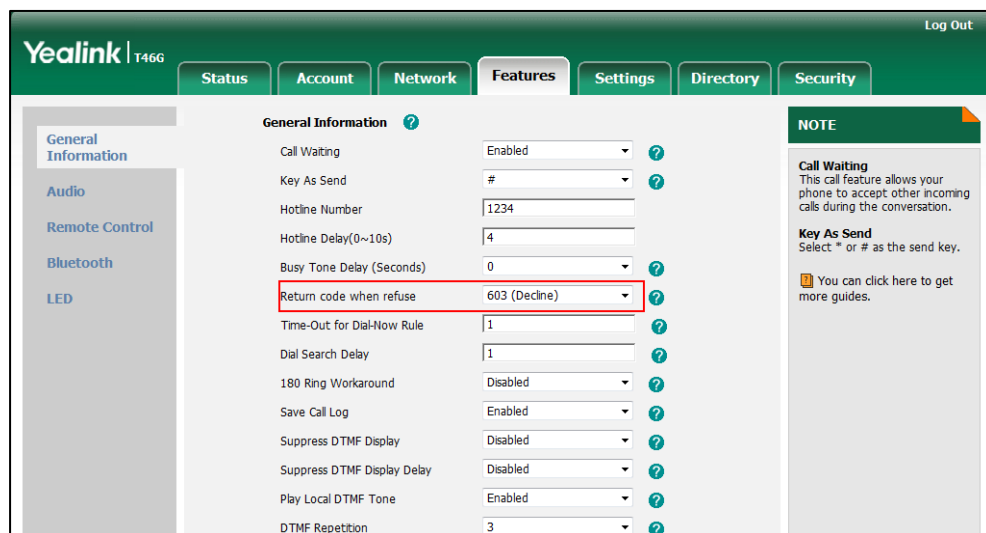 Log Out
Yealink T46G
Status Account Network Features Settings Directory Security
General Information
Audio
Remote Control
Bluetooth
LED
General Information ?
Call Waiting Enabled ?
Key As Send # ?
Hotline Number 1234
Hotline Delay(0~10s) 4
Busy Tone Delay (Seconds) 0 ?
Return code when refuse 603 (Decline) ?
Time-Out for Dial-Now Rule 1 ?
Dial Search Delay 1 ?
180 Ring Workaround Disabled ?
Save Call Log Enabled ?
Suppress DTMF Display Disabled ?
Suppress DTMF Display Delay Disabled ?
Play Local DTMF Tone Enabled ?
DTMF Repetition 3 ?
NOTE
Call Waiting
This call feature allows your
phone to accept other incoming
calls during the conversation.
Key As Send
Select * or # as the send key.
? You can click here to get
more guides.